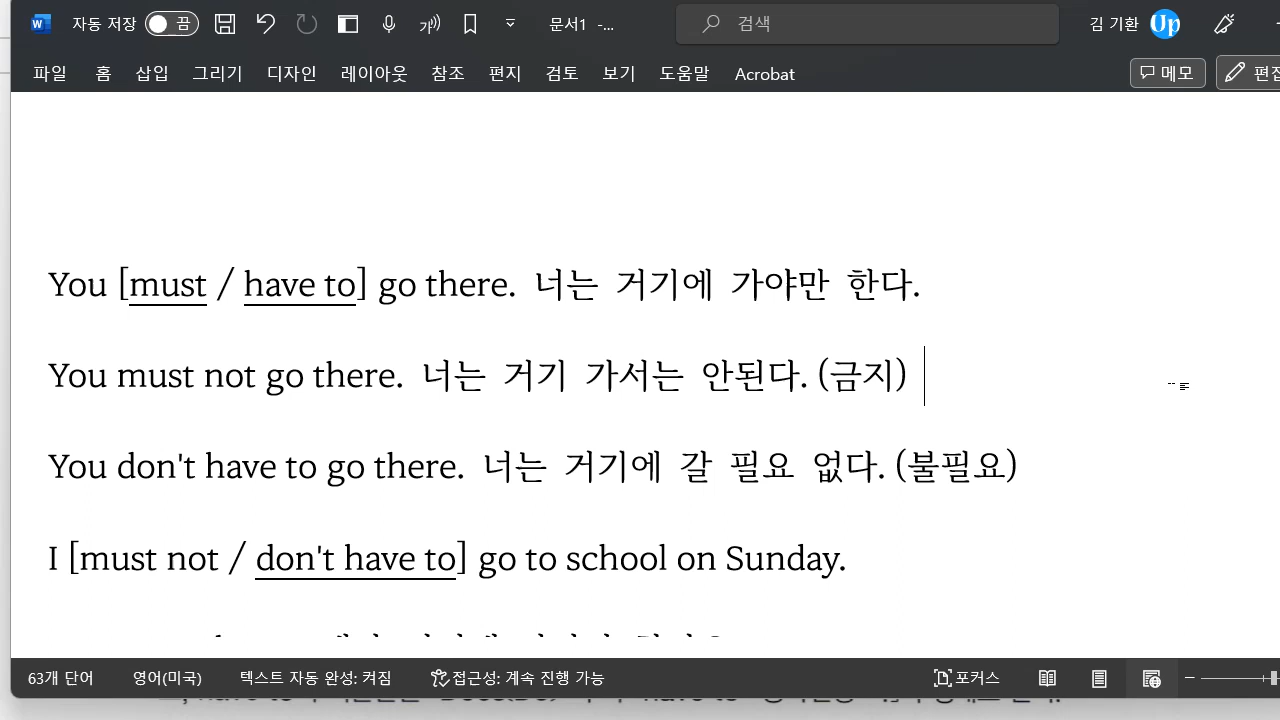 자동 저장 끔 가가)) 문서1 -... 검색 김 기환 Up
파일 홈 삽입 그리기 디자인 레이아웃 참조 편지 검토 보기 도움말 Acrobat 메모
You [must / have to] go there. 너는 거기에 가야만 한다.
You must not go there. 너는 거기 가서는 안된다. (금지)
You don't have to go there. 너는 거기에 갈 필요 없다. (불필요)
I [must not / don't have to] go to school on Sunday.
63개 단어 영어(미국) 텍스트 자동 완성: 켜짐 접근성: 계속 진행 가능 포커스